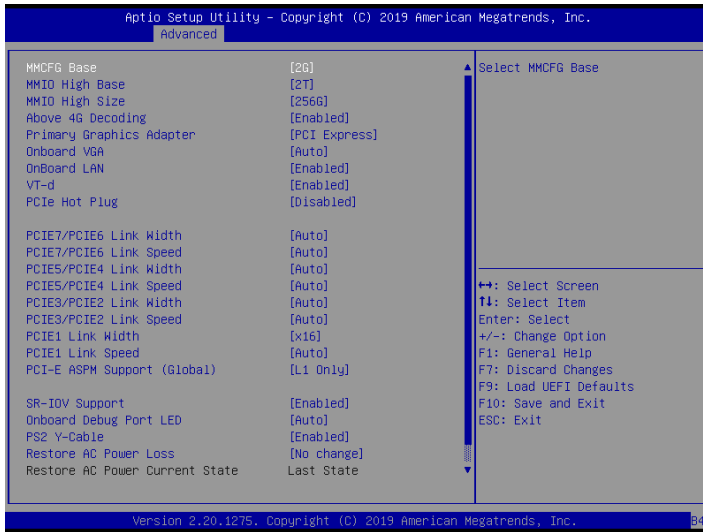 Aptio Setup Utility – Copyright (C) 2019 American Megatrends, Inc.
Advanced
MMCFG Base [2G]
MMIO High Base [2T]
MMIO High Size [256G]
Above 4G Decoding [Enabled]
Primary Graphics Adapter [PCI Express]
Onboard VGA [Auto]
OnBoard LAN [Enabled]
VT-d [Enabled]
PCIe Hot Plug [Disabled]
PCIE7/PCIE6 Link Width [Auto]
PCIE7/PCIE6 Link Speed [Auto]
PCIE5/PCIE4 Link Width [Auto]
PCIE5/PCIE4 Link Speed [Auto]
PCIE3/PCIE2 Link Width [Auto]
PCIE3/PCIE2 Link Speed [Auto]
PCIE1 Link Width [x16]
PCIE1 Link Speed [Auto]
PCI-E ASPM Support (Global) [L1 Only]
SR-IOV Support [Enabled]
Onboard Debug Port LED [Auto]
PS2 Y-Cable [Enabled]
Restore AC Power Loss [No change]
Restore AC Power Current State Last State
Select MMCFG Base
↔: Select Screen
↑↓: Select Item
Enter: Select
+/-: Change Option
F1: General Help
F7: Discard Changes
F9: Load UEFI Defaults
F10: Save and Exit
ESC: Exit
Version 2.20.1275. Copyright (C) 2019 American Megatrends, Inc.
B4